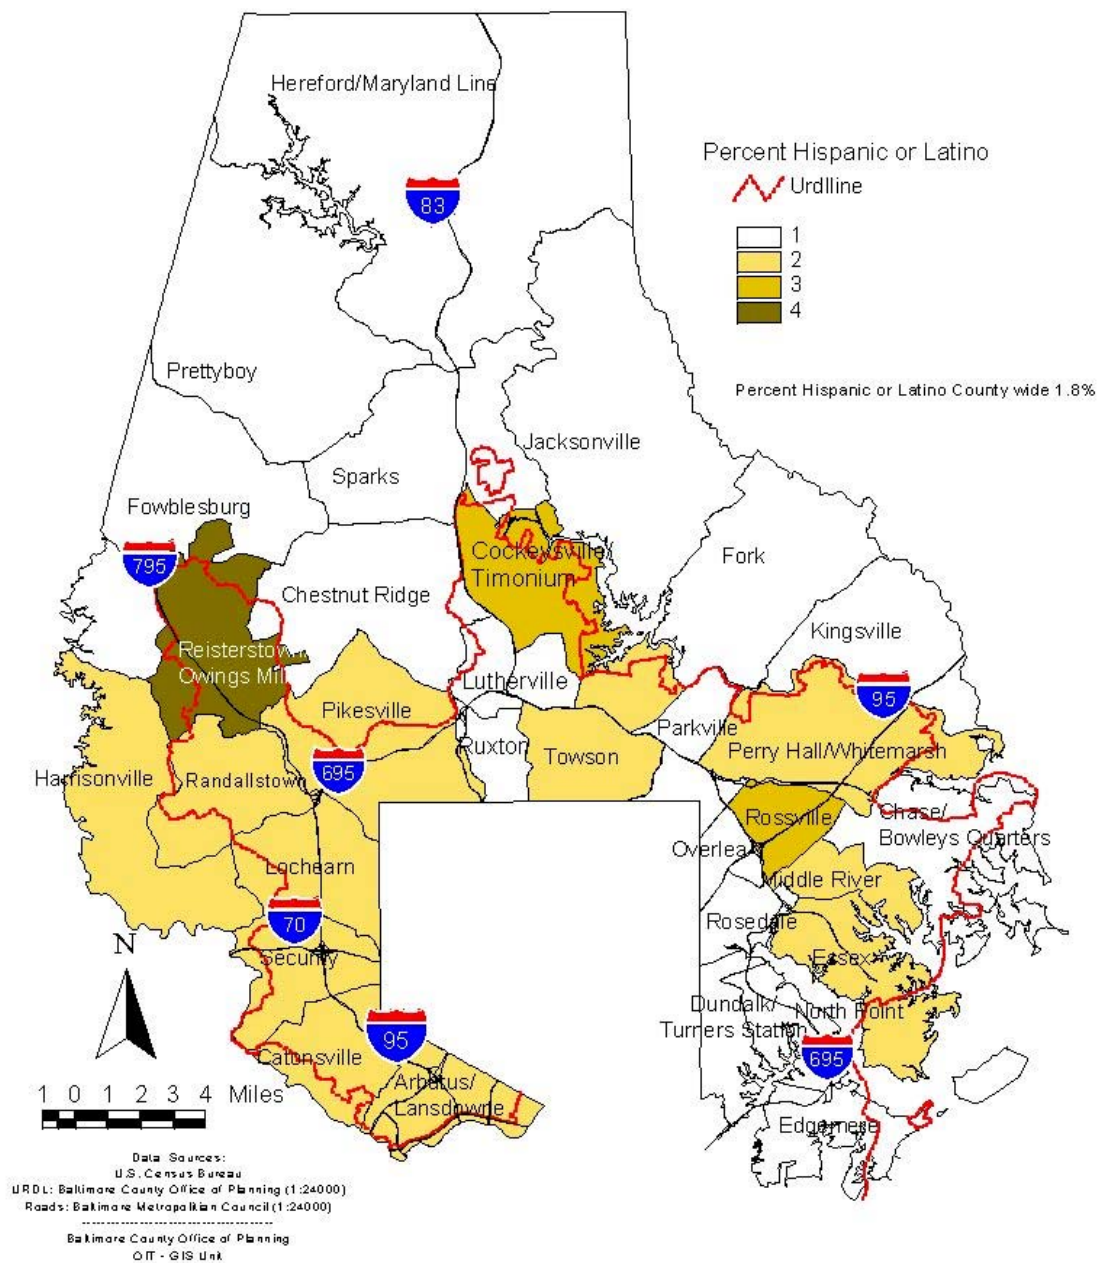 Hereford/Maryland Line
Percent Hispanic or Latino
Urdlline
83
1
2
3
4
Prettyboy
Percent Hispanic or Latino County wide 1.8%
Jacksonville
Sparks
Fowblesburg
Cockeysville/
Timonium
Fork
795
Chestnut Ridge
Kingsville
Reisterstown
Owings Mil
Lutherville
95
Pikesville
Parkville
Ruxton
Perry Hall/Whitemarsh
Towson
Harrisonville
Randallstown
695
Chase/
Bowleys Quarters
Rossville
Overlea
Lochearn
Middle River
70
Rosedale
N
Security
Essex
Dundalk/
Turners Station
North Point
95
695
Catonsville
Arbutus/
Lansdowne
1 0 1 2 3 4 Miles
Edgemere
Data Sources:
U.S. Census Bureau
URDL: Baltimore County Office of Planning (1:24000)
Roads: Baltimore Metropolitian Council (1:24000)
----------------------------------------
Baltimore County Office of Planning
OIT - GIS Unit